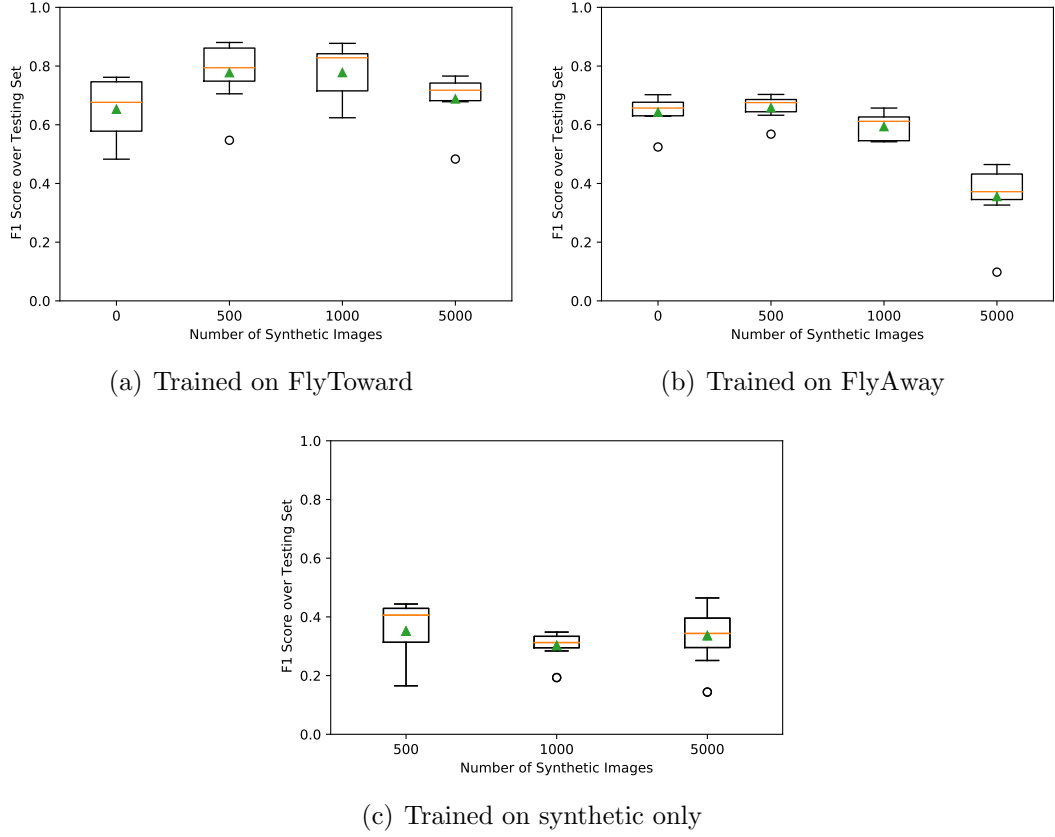 1.0
0.8
0.6
0.4
0.2
0.0
F1 Score over Testing Set
0 500 1000 5000
Number of Synthetic Images
(a) Trained on FlyToward
1.0
0.8
0.6
0.4
0.2
0.0
F1 Score over Testing Set
0 500 1000 5000
Number of Synthetic Images
(b) Trained on FlyAway
1.0
0.8
0.6
0.4
0.2
0.0
F1 Score over Testing Set
500 1000 5000
Number of Synthetic Images
(c) Trained on synthetic only